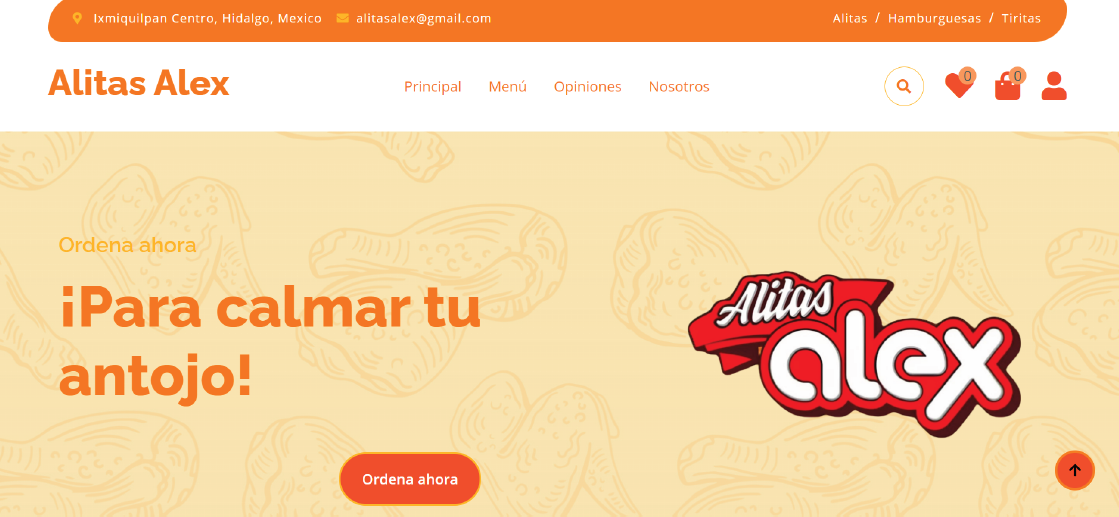 Ixmiquilpan Centro, Hidalgo, Mexico alitasalex@gmail.com Alitas / Hamburguesas / Tiritas
Alitas Alex Principal Menú Opiniones Nosotros 0 0
Ordena ahora
¡Para calmar tu
antojo!
Alitas
alex
Ordena ahora